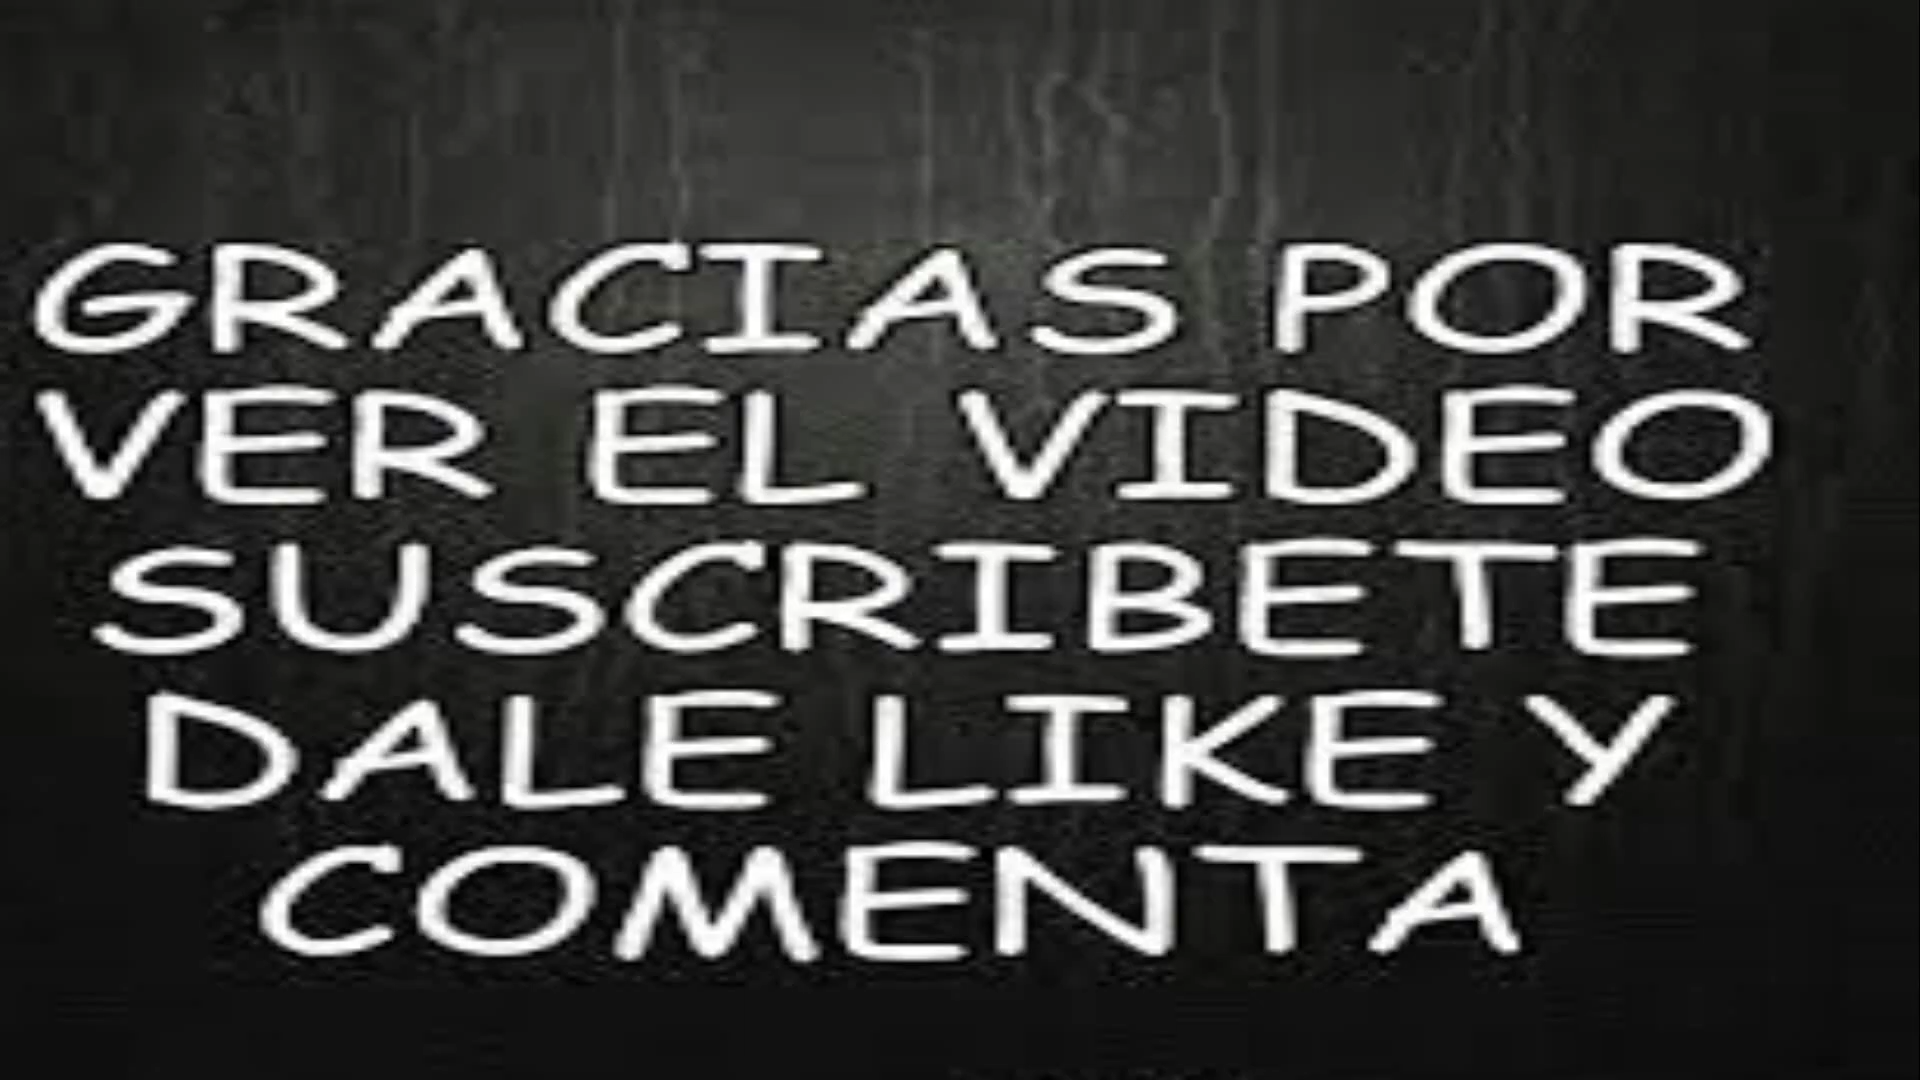 GRACIAS POR
VER EL VIDEO
SUSCRIBETE
DALE LIKE Y
COMENTA